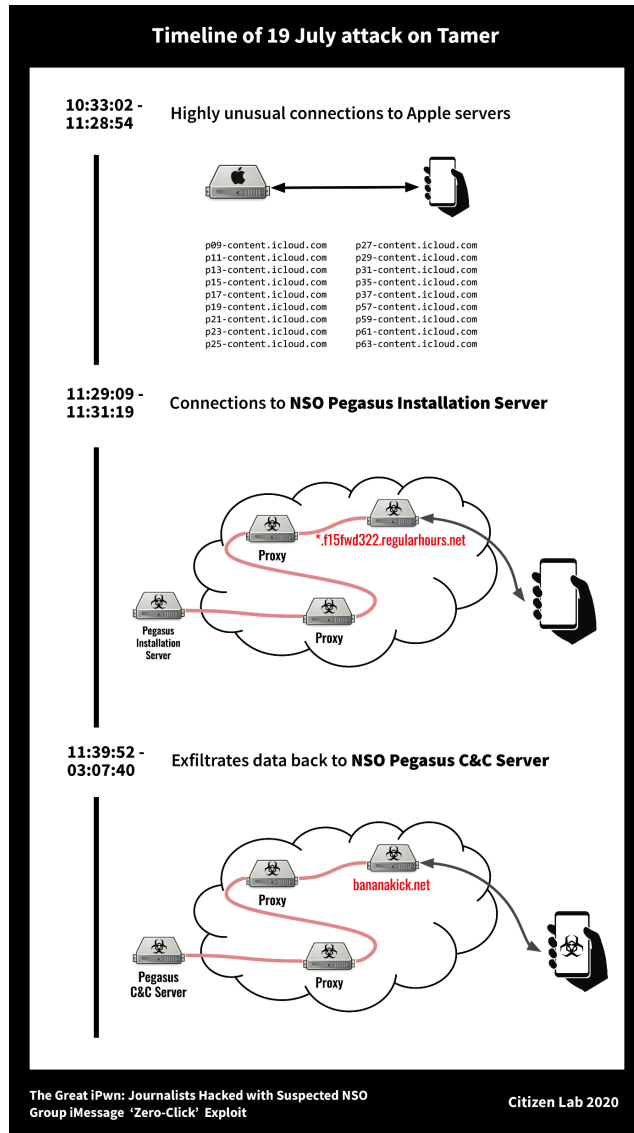 Timeline of 19 July attack on Tamer
10:33:02 -
11:28:54
Highly unusual connections to Apple servers
p09-content.icloud.com
p11-content.icloud.com
p13-content.icloud.com
p15-content.icloud.com
p17-content.icloud.com
p19-content.icloud.com
p21-content.icloud.com
p23-content.icloud.com
p25-content.icloud.com
p27-content.icloud.com
p29-content.icloud.com
p31-content.icloud.com
p35-content.icloud.com
p37-content.icloud.com
p57-content.icloud.com
p59-content.icloud.com
p61-content.icloud.com
p63-content.icloud.com
11:29:09 -
11:31:19
Connections to NSO Pegasus Installation Server
*.f15fwd322.regularhours.net
Proxy
Proxy
Pegasus
Installation
Server
11:39:52 -
03:07:40
Exfiltrates data back to NSO Pegasus C&C Server
bananakick.net
Proxy
Proxy
Pegasus
C&C Server
The Great iPwn: Journalists Hacked with Suspected NSO
Group iMessage ‘Zero-Click’ Exploit
Citizen Lab 2020